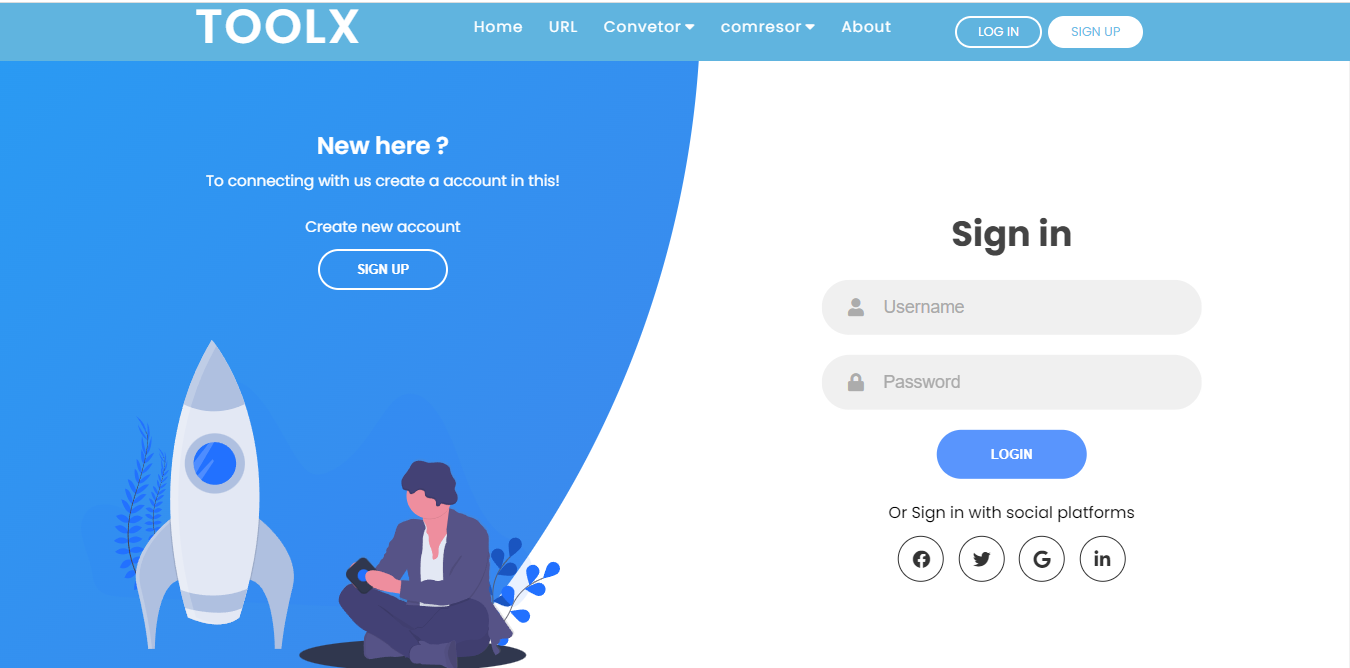 TOOLX
Home URL Convetor comresor About LOG IN SIGN UP
New here ?
To connecting with us create a account in this!
Create new account
SIGN UP
Sign in
Username
Password
LOGIN
Or Sign in with social platforms